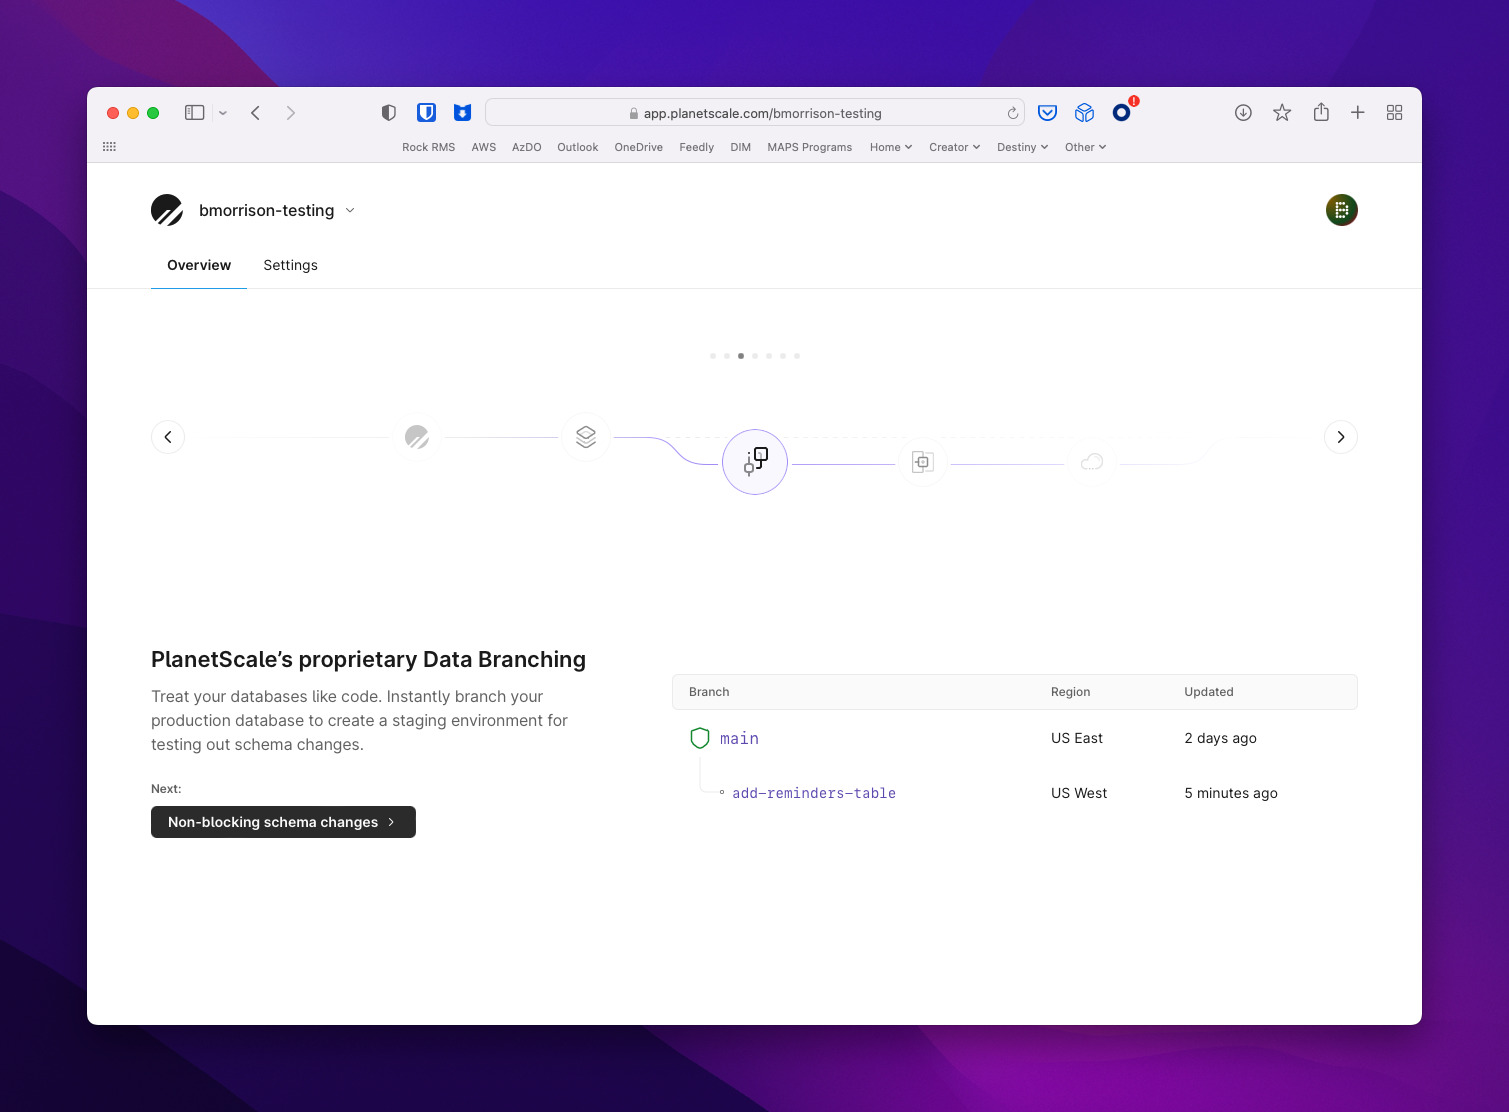 app.planetscale.com/bmorrison-testing
Rock RMS AWS AzDO Outlook OneDrive Feedly DIM MAPS Programs Home Creator Destiny Other
bmorrison-testing
Overview Settings
PlanetScale’s proprietary Data Branching
Treat your databases like code. Instantly branch your
production database to create a staging environment for
testing out schema changes.
Next:
Non-blocking schema changes
Branch Region Updated
main US East 2 days ago
add-reminders-table US West 5 minutes ago